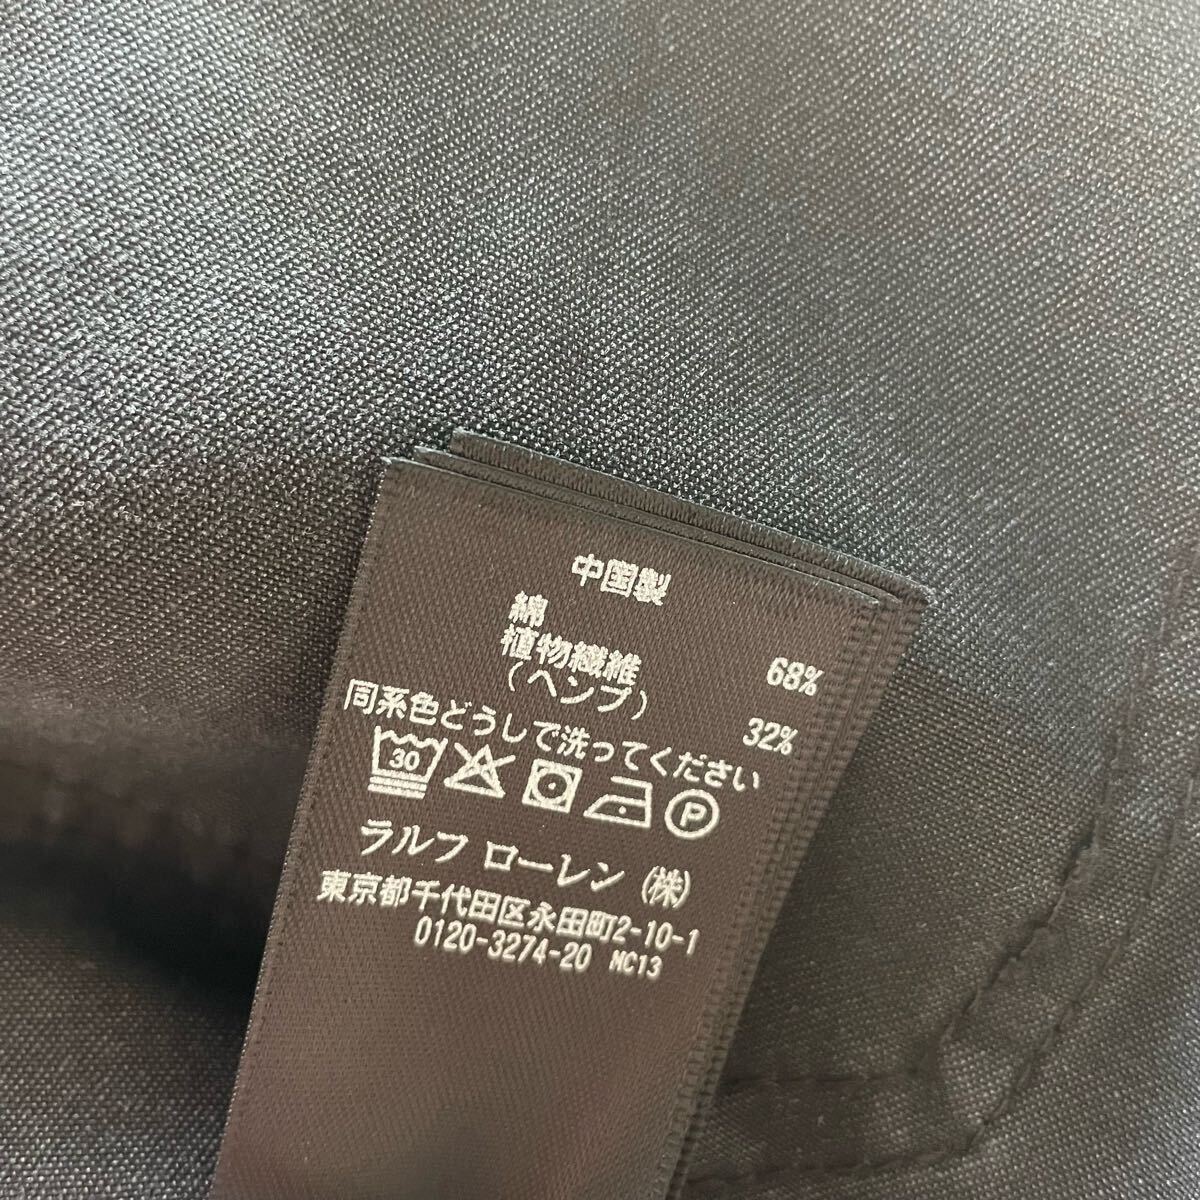 中国製
綿 68%
植物繊維
(ヘンプ) 32%
同系色どうしで洗ってください
30 P
ラルフ ローレン (株)
東京都千代田区永田町2-10-1
0120-3274-20 MC13